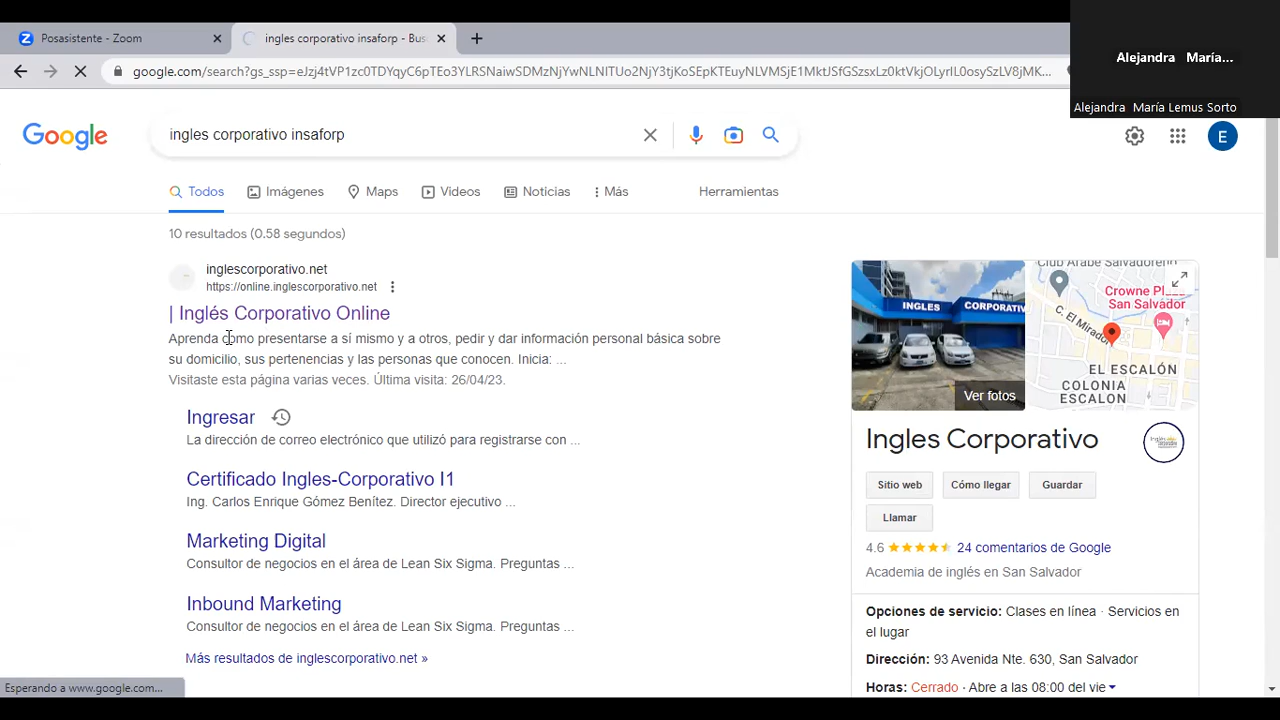 Posasistente - Zoom
ingles corporativo insaforp - Bus
Alejandra María...
Alejandra María Lemus Sorto
google.com/search?gs_ssp=
Google
ingles corporativo insaforp
E
Todos
Imágenes
Maps
Videos
Noticias
Más
Herramientas
10 resultados (0.58 segundos)
inglescorporativo.net
https://online.inglescorporativo.net
| Inglés Corporativo Online
Aprenda como presentarse a sí mismo y a otros, pedir y dar información personal básica sobre
su domicilio, sus pertenencias y las personas que conocen. Inicia: ...
Visitaste esta página varias veces. Última visita: 26/04/23.
Ingresar
La dirección de correo electrónico que utilizó para registrarse con ...
Certificado Ingles-Corporativo I1
Ing. Carlos Enrique Gómez Benítez. Director ejecutivo ...
Marketing Digital
Consultor de negocios en el área de Lean Six Sigma. Preguntas ...
Inbound Marketing
Consultor de negocios en el área de Lean Six Sigma. Preguntas ...
Más resultados de inglescorporativo.net »
Esperando a www.google.com...
INGLES
CORPORATIV
Ver fotos
Club Árabe Salvadoreño
Crowne Plaza
San Salvador
C. El Mirador
EL ESCALÓN
COLONIA
ESCALON
Ingles Corporativo
Sitio web
Cómo llegar
Guardar
Llamar
4.6
24 comentarios de Google
Academia de inglés en San Salvador
Opciones de servicio: Clases en línea · Servicios en
el lugar
Dirección: 93 Avenida Nte. 630, San Salvador
Horas: Cerrado · Abre a las 08:00 del vie